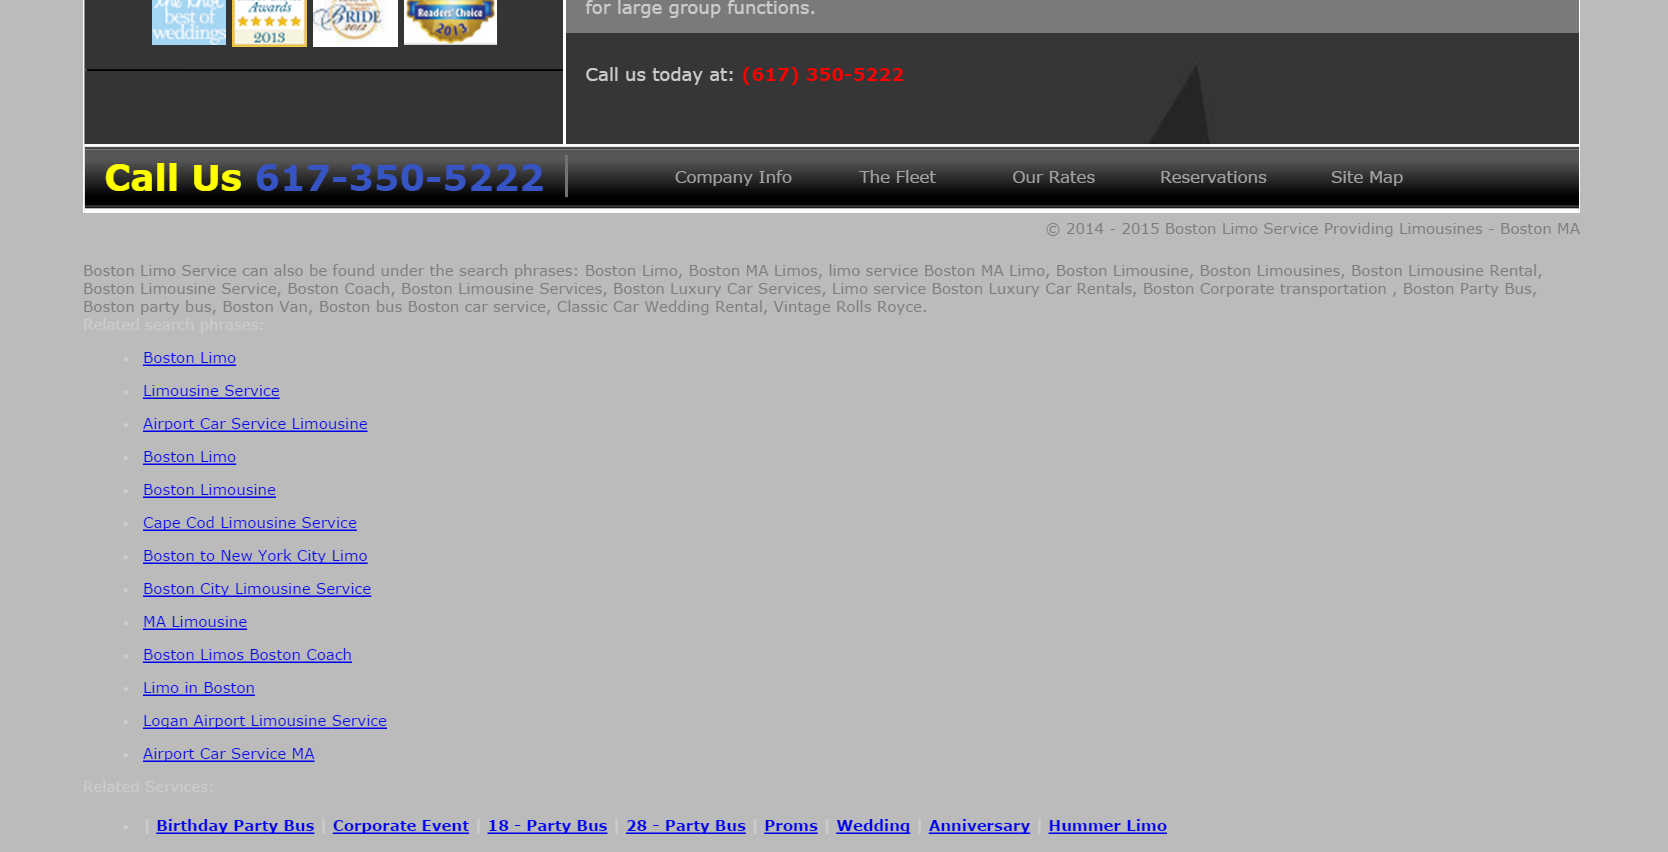 the knot
best of
weddings
Awards
2013
BRIDE
2012
Readers' Choice
2013
for large group functions.
Call us today at: (617) 350-5222
Call Us 617-350-5222
Company Info
The Fleet
Our Rates
Reservations
Site Map
© 2014 - 2015 Boston Limo Service Providing Limousines - Boston MA
Boston Limo Service can also be found under the search phrases: Boston Limo, Boston MA Limos, limo service Boston MA Limo, Boston Limousine, Boston Limousines, Boston Limousine Rental,
Boston Limousine Service, Boston Coach, Boston Limousine Services, Boston Luxury Car Services, Limo service Boston Luxury Car Rentals, Boston Corporate transportation , Boston Party Bus,
Boston party bus, Boston Van, Boston bus Boston car service, Classic Car Wedding Rental, Vintage Rolls Royce.
Related search phrases:
Boston Limo
Limousine Service
Airport Car Service Limousine
Boston Limo
Boston Limousine
Cape Cod Limousine Service
Boston to New York City Limo
Boston City Limousine Service
MA Limousine
Boston Limos Boston Coach
Limo in Boston
Logan Airport Limousine Service
Airport Car Service MA
Related Services:
| Birthday Party Bus | Corporate Event | 18 - Party Bus | 28 - Party Bus | Proms | Wedding | Anniversary | Hummer Limo